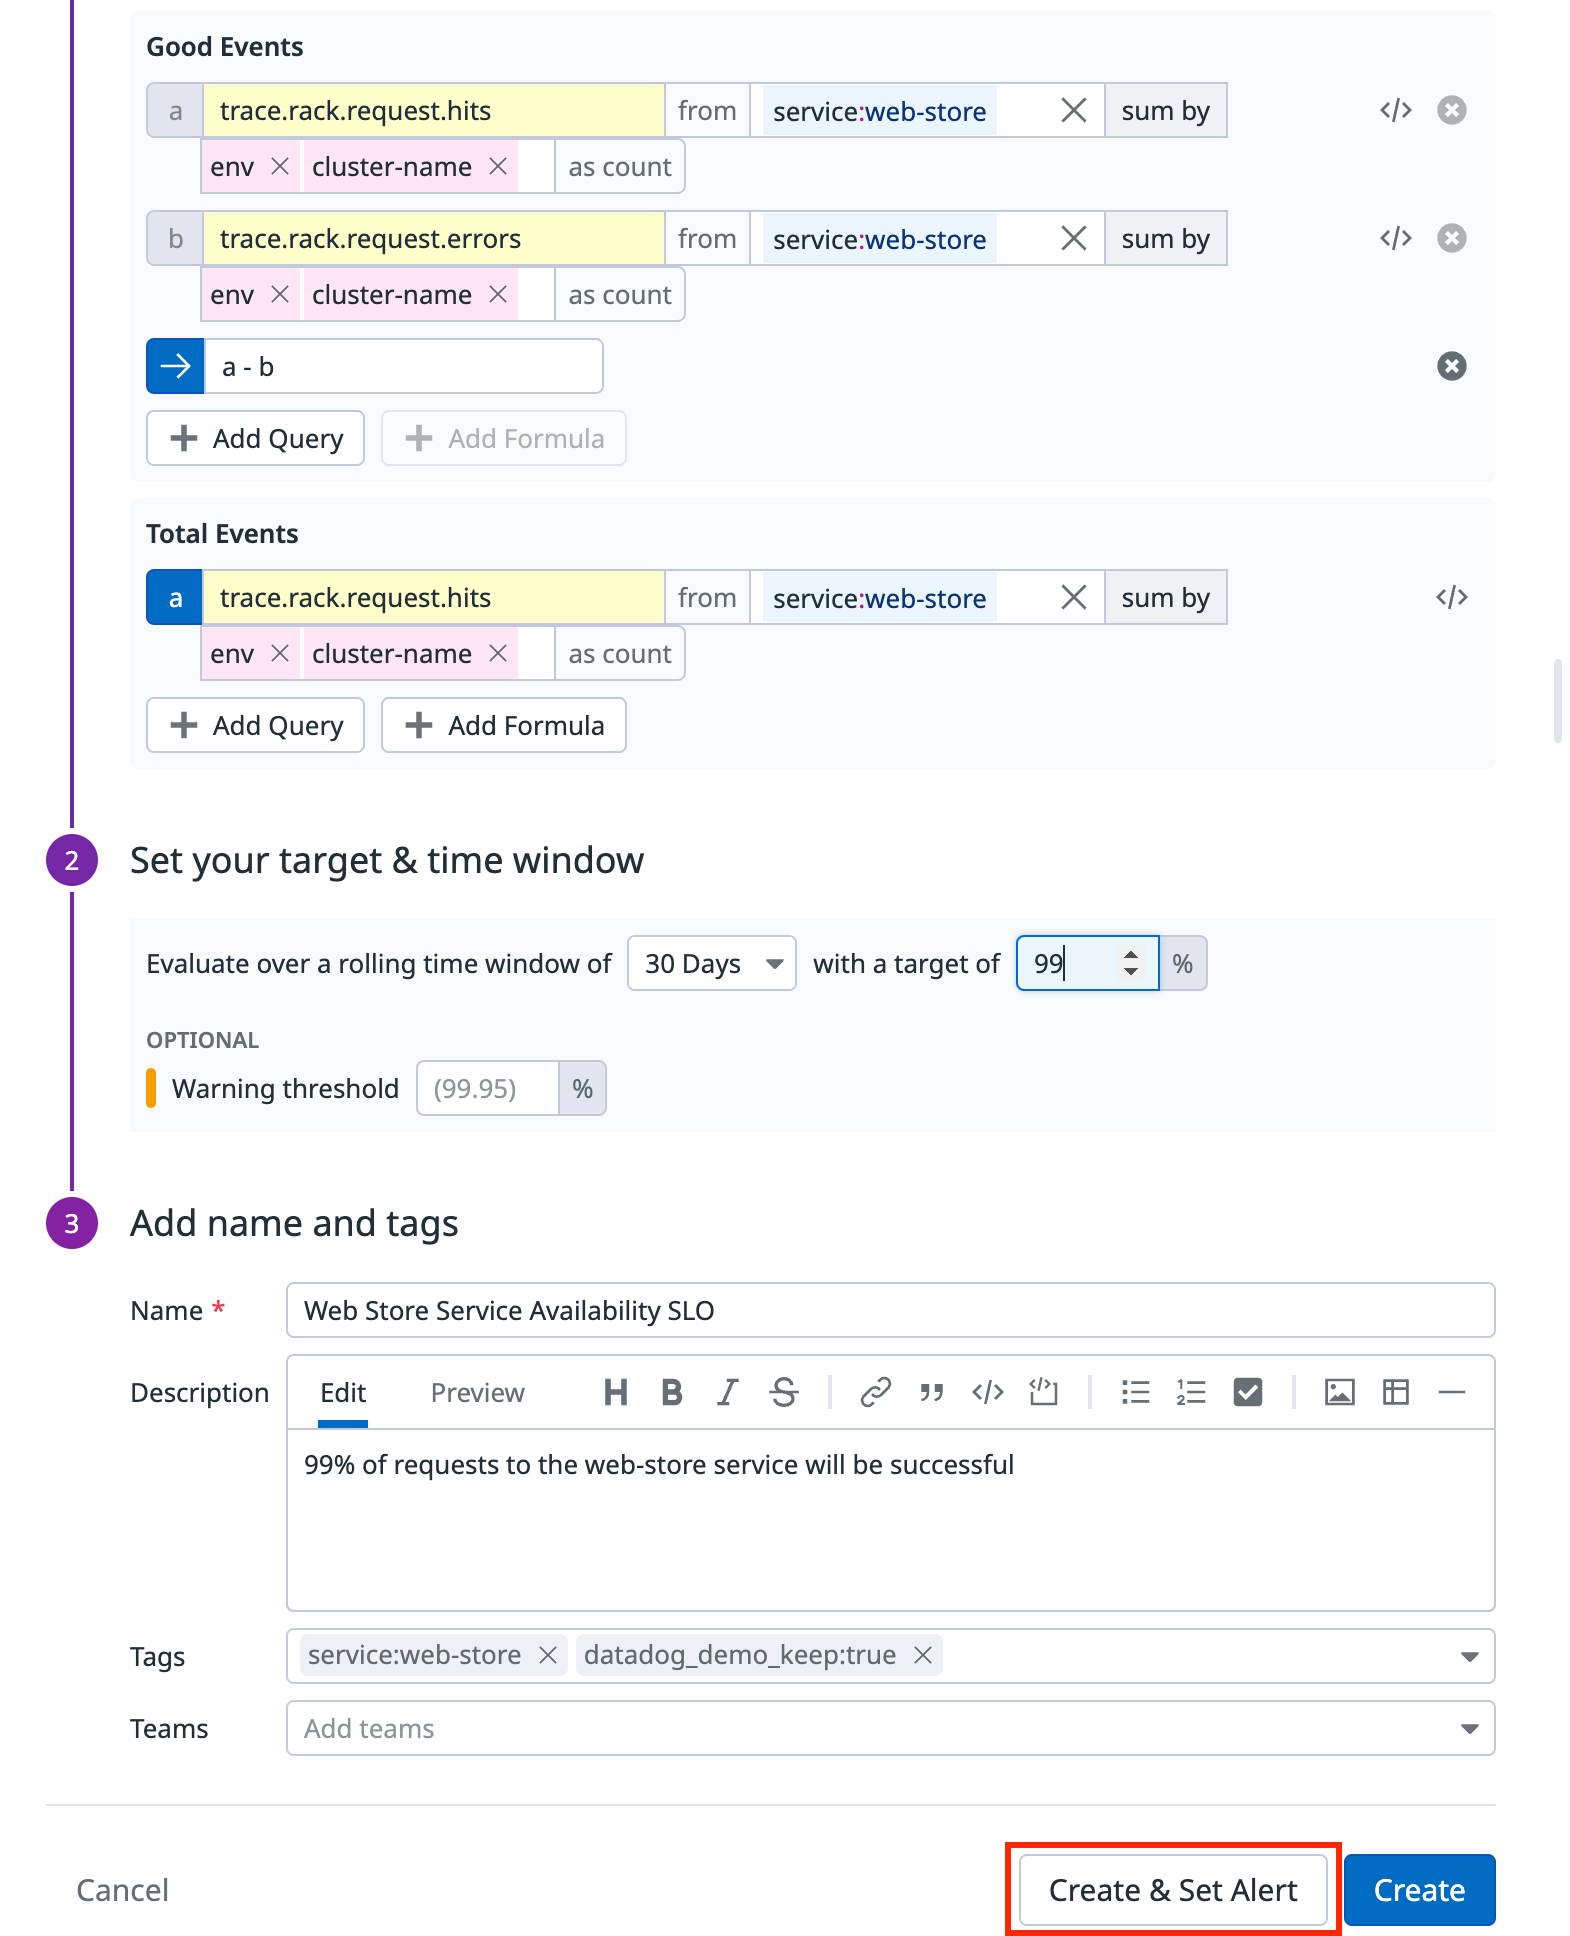 Good Events
a trace.rack.request.hits from service:web-store sum by
env cluster-name as count
b trace.rack.request.errors from service:web-store sum by
env cluster-name as count
a - b
Add Query Add Formula
Total Events
a trace.rack.request.hits from service:web-store sum by
env cluster-name as count
Add Query Add Formula
2 Set your target & time window
Evaluate over a rolling time window of 30 Days with a target of 99 %
OPTIONAL
Warning threshold (99.95) %
3 Add name and tags
Name * Web Store Service Availability SLO
Description Edit Preview
99% of requests to the web-store service will be successful
Tags service:web-store datadog_demo_keep:true
Teams Add teams
Cancel Create & Set Alert Create